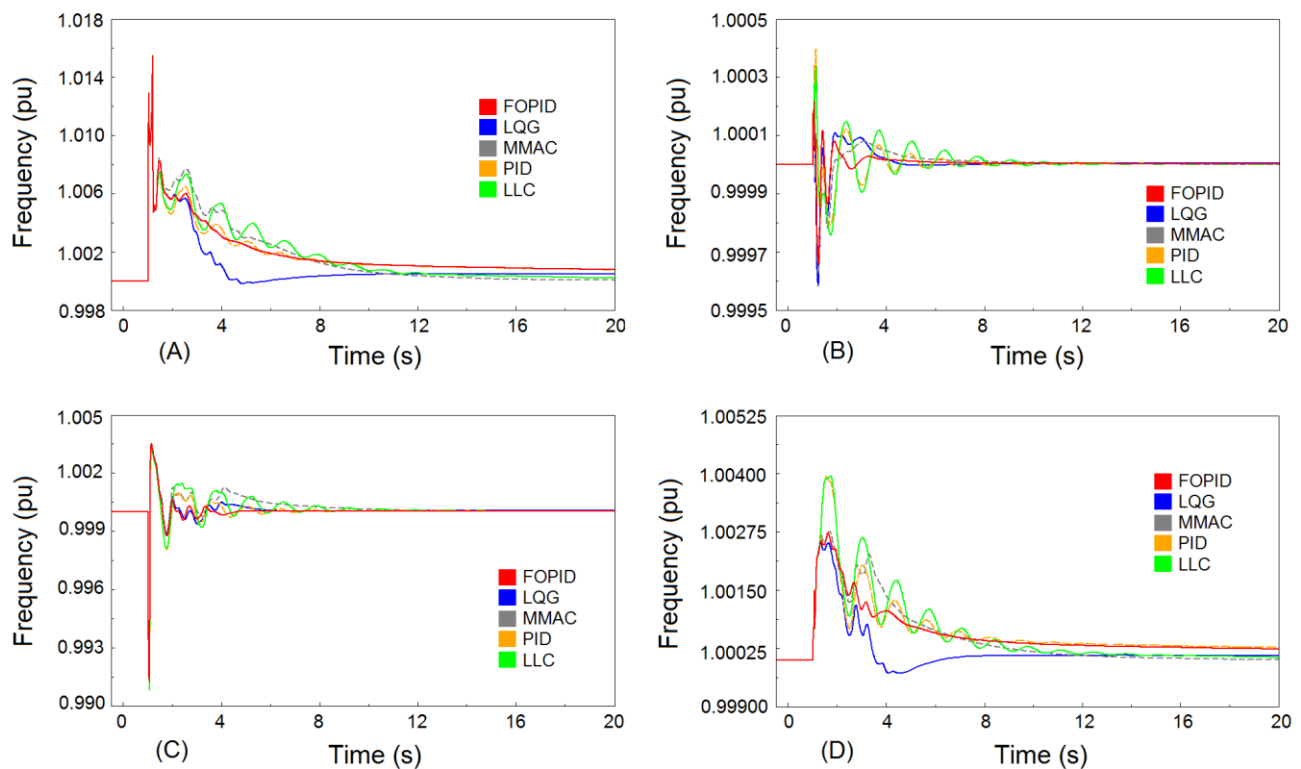 1.018
1.014
1.010
1.006
1.002
0.998
Frequency (pu)
FOPID
LQG
MMAC
PID
LLC
0 4 8 12 16 20
(A)
Time (s)
1.0005
1.0003
1.0001
0.9999
0.9997
0.9995
Frequency (pu)
FOPID
LQG
MMAC
PID
LLC
0 4 8 12 16 20
(B)
Time (s)
1.005
1.002
0.999
0.996
0.993
0.990
Frequency (pu)
FOPID
LQG
MMAC
PID
LLC
0 4 8 12 16 20
(C)
Time (s)
1.00525
1.00400
1.00275
1.00150
1.00025
0.99900
Frequency (pu)
FOPID
LQG
MMAC
PID
LLC
0 4 8 12 16 20
(D)
Time (s)